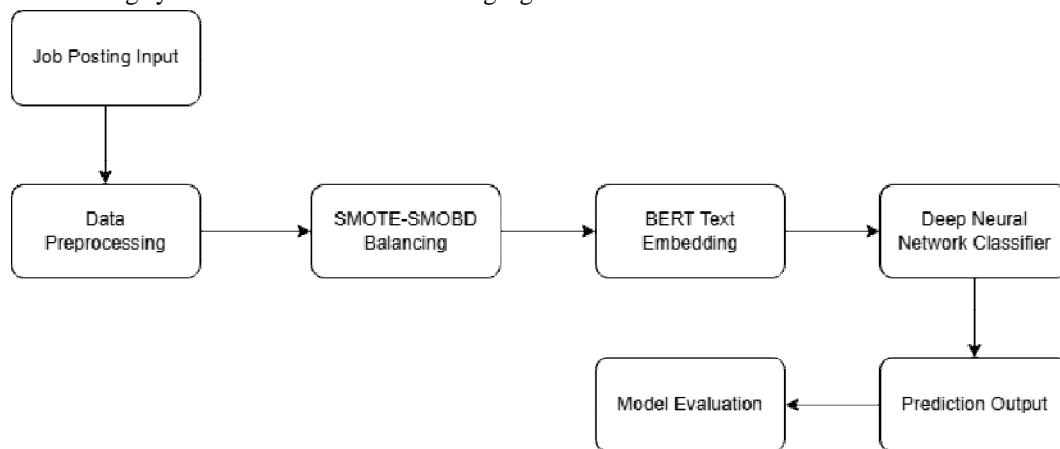 Job Posting Input
Data
Preprocessing
SMOTE-SMOBD
Balancing
BERT Text
Embedding
Deep Neural
Network Classifier
Model Evaluation
Prediction Output